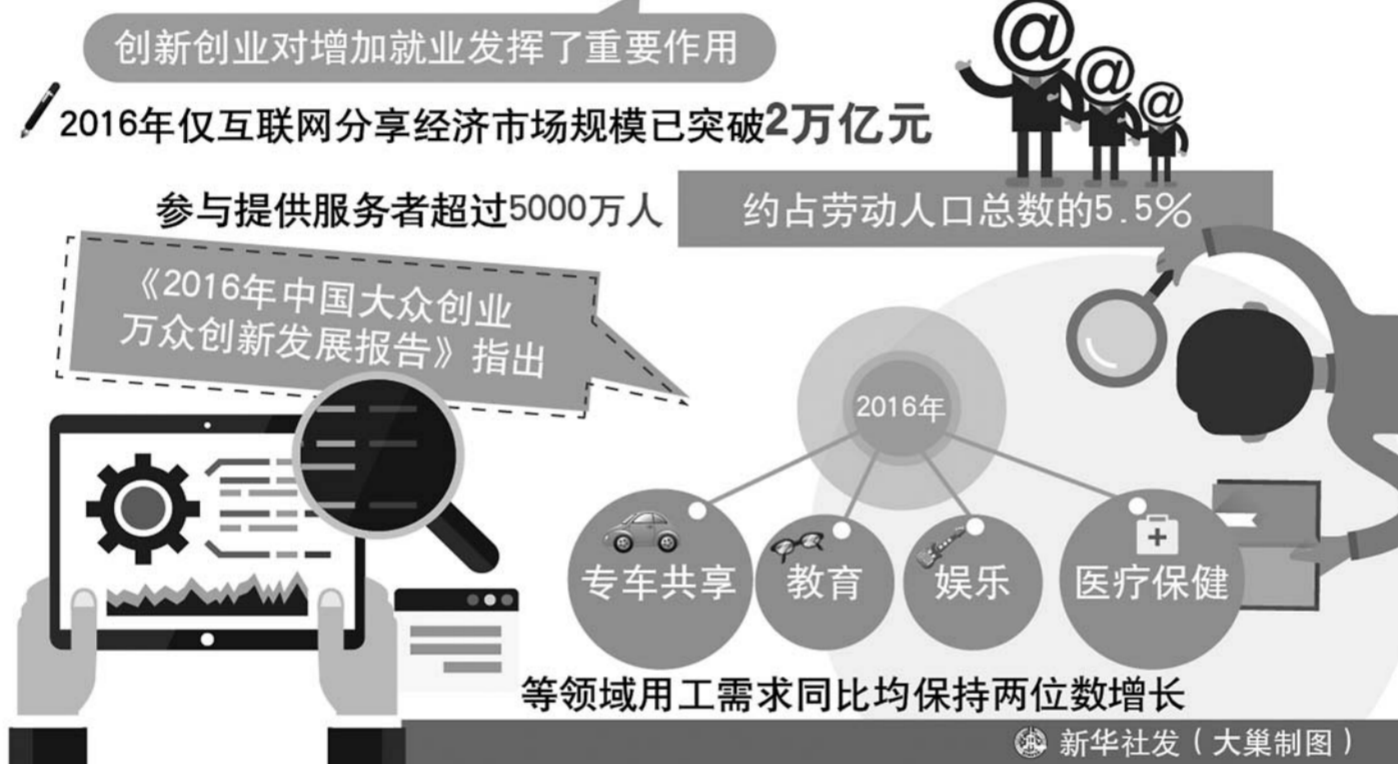 创新创业对增加就业发挥了重要作用
2016年仅互联网分享经济市场规模已突破2万亿元
参与提供服务者超过5000万人
约占劳动人口总数的5.5%
《2016年中国大众创业
万众创新发展报告》指出
2016年
专车共享
教育
娱乐
医疗保健
等领域用工需求同比均保持两位数增长
新华社发（大巢制图）